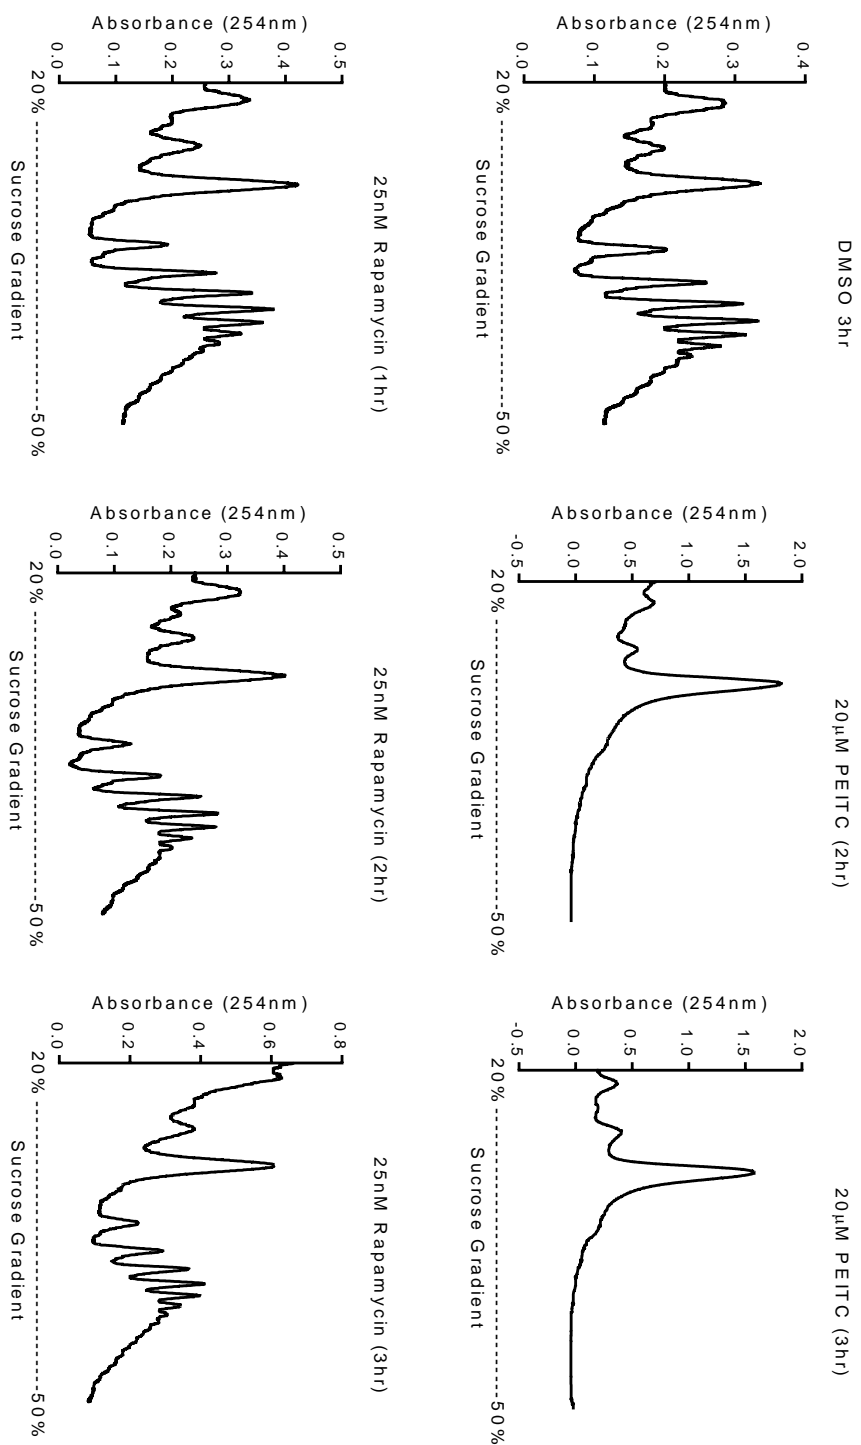 DMSO 3hr
Absorbance (254nm)
0.4
0.3
0.2
0.1
0.0
20% -------------------------- -50%
Sucrose Gradient
20µM PEITC (2hr)
Absorbance (254nm)
2.0
1.5
1.0
0.5
0.0
-0.5
20% -------------------------- -50%
Sucrose Gradient
20µM PEITC (3hr)
Absorbance (254nm)
2.0
1.5
1.0
0.5
0.0
-0.5
20% -------------------------- -50%
Sucrose Gradient
25nM Rapamycin (1hr)
Absorbance (254nm)
0.5
0.4
0.3
0.2
0.1
0.0
20% -------------------------- -50%
Sucrose Gradient
25nM Rapamycin (2hr)
Absorbance (254nm)
0.5
0.4
0.3
0.2
0.1
0.0
20% -------------------------- -50%
Sucrose Gradient
25nM Rapamycin (3hr)
Absorbance (254nm)
0.8
0.6
0.4
0.2
0.0
20% -------------------------- -50%
Sucrose Gradient